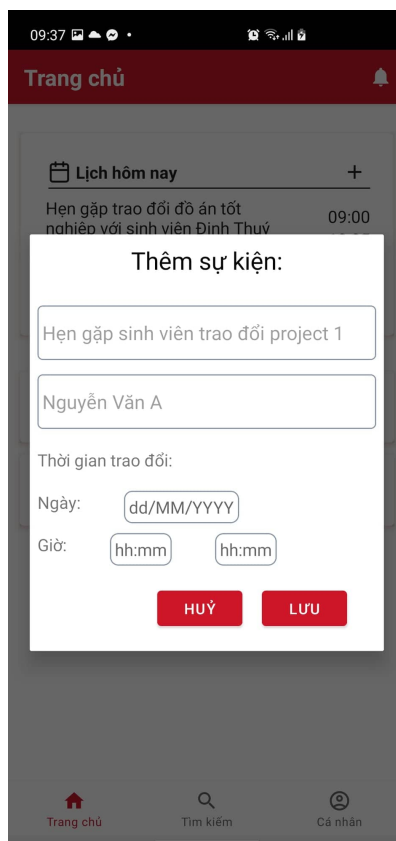 09:37
Trang chủ
Lịch hôm nay +
Hẹn gặp trao đổi đồ án tốt
nghiệp với sinh viên Đinh Thuý
09:00
Thêm sự kiện:
Hẹn gặp sinh viên trao đổi project 1
Nguyễn Văn A
Thời gian trao đổi:
Ngày: dd/MM/YYYY
Giờ: hh:mm hh:mm
HUỶ LƯU
Trang chủ Tìm kiếm Cá nhân